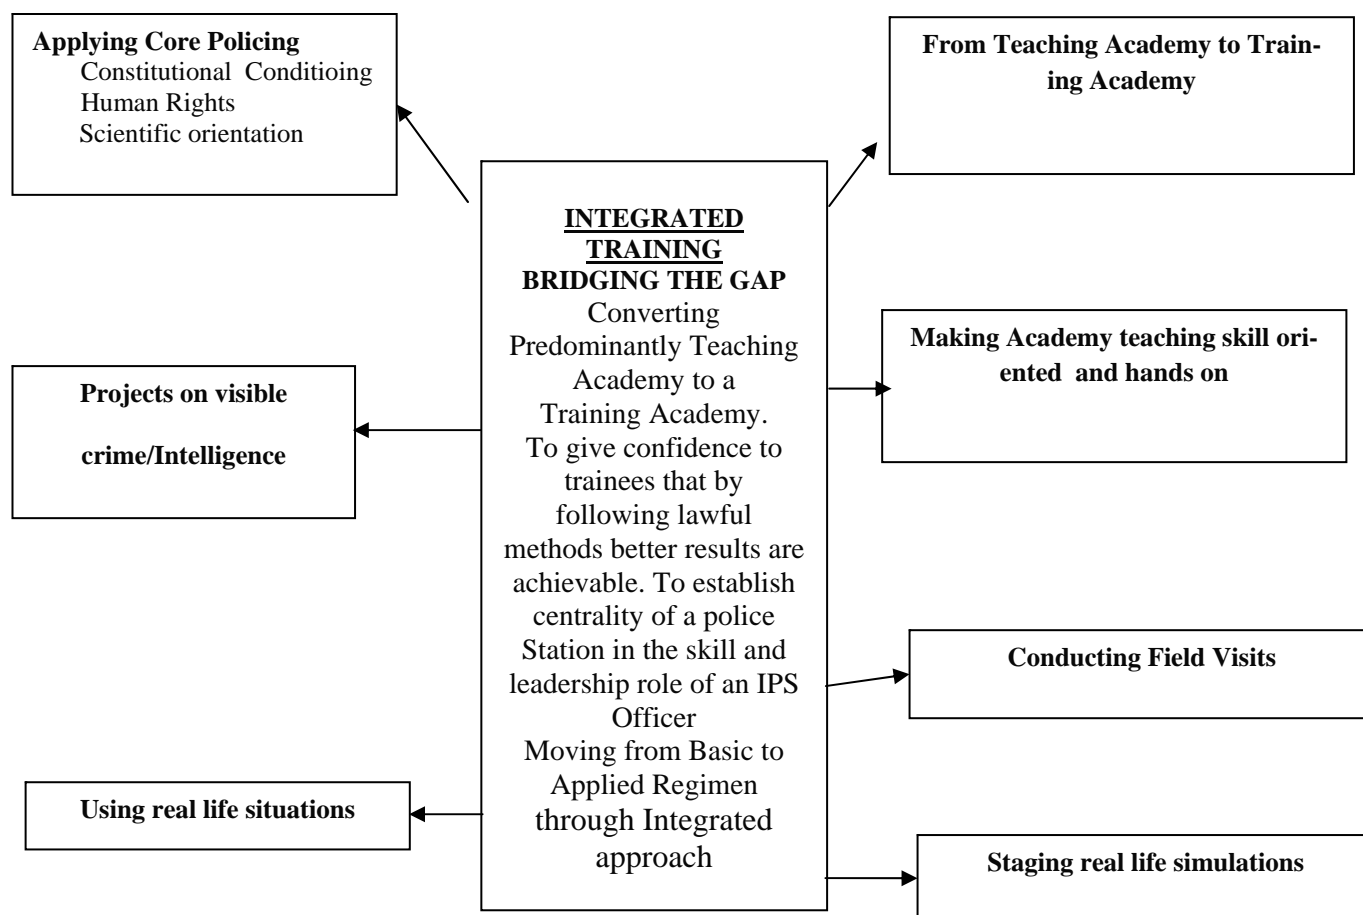 Applying Core Policing
Constitutional Conditioing
Human Rights
Scientific orientation
From Teaching Academy to Train-
ing Academy
INTEGRATED
TRAINING
BRIDGING THE GAP
Converting
Predominantly Teaching
Academy to a
Training Academy.
To give confidence to
trainees that by
following lawful
methods better results are
achievable. To establish
centrality of a police
Station in the skill and
leadership role of an IPS
Officer
Moving from Basic to
Applied Regimen
through Integrated
approach
Projects on visible
crime/Intelligence
Making Academy teaching skill ori-
ented and hands on
Using real life situations
Conducting Field Visits
Staging real life simulations